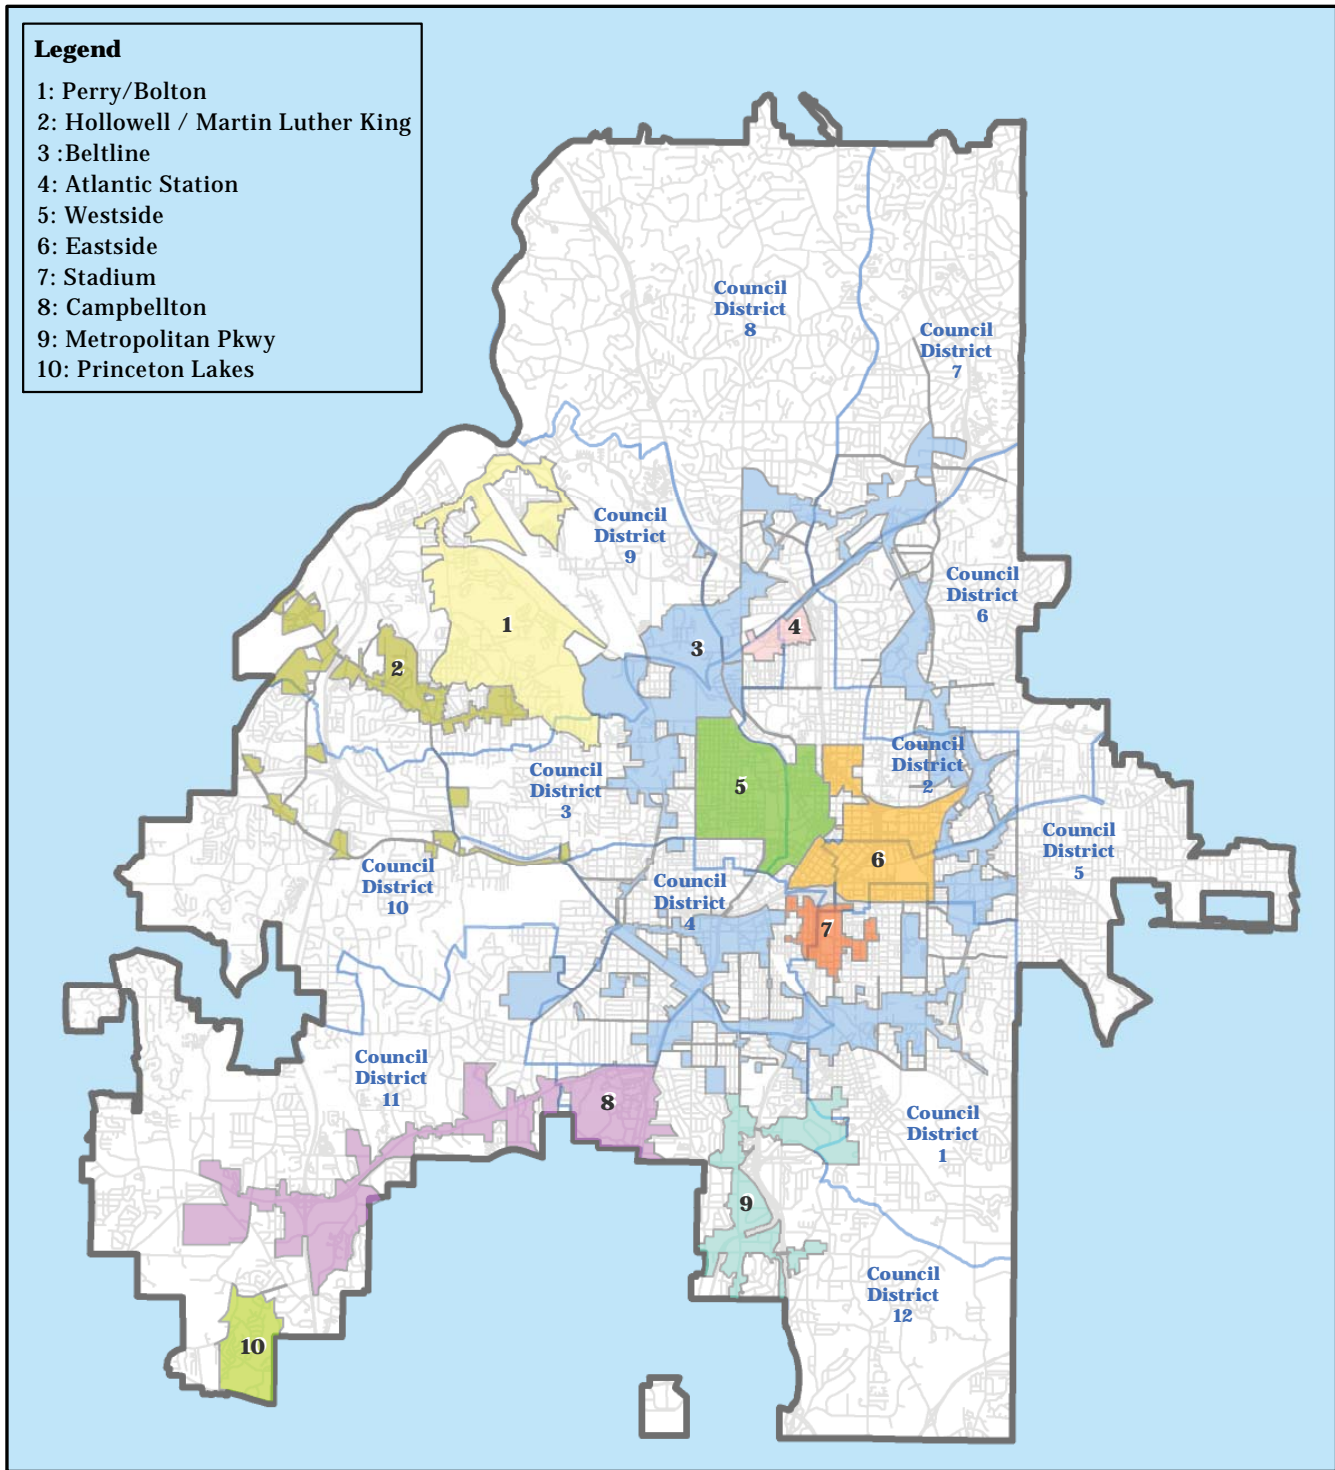 Legend
1: Perry/Bolton
2: Hollowell / Martin Luther King
3 :Beltline
4: Atlantic Station
5: Westside
6: Eastside
7: Stadium
8: Campbellton
9: Metropolitan Pkwy
10: Princeton Lakes
Council
District
8
Council
District
7
Council
District
9
Council
District
6
1
4
3
2
Council
District
2
Council
District
3
5
Council
District
5
6
Council
District
10
Council
District
4
7
Council
District
11
8
Council
District
1
9
Council
District
12
10